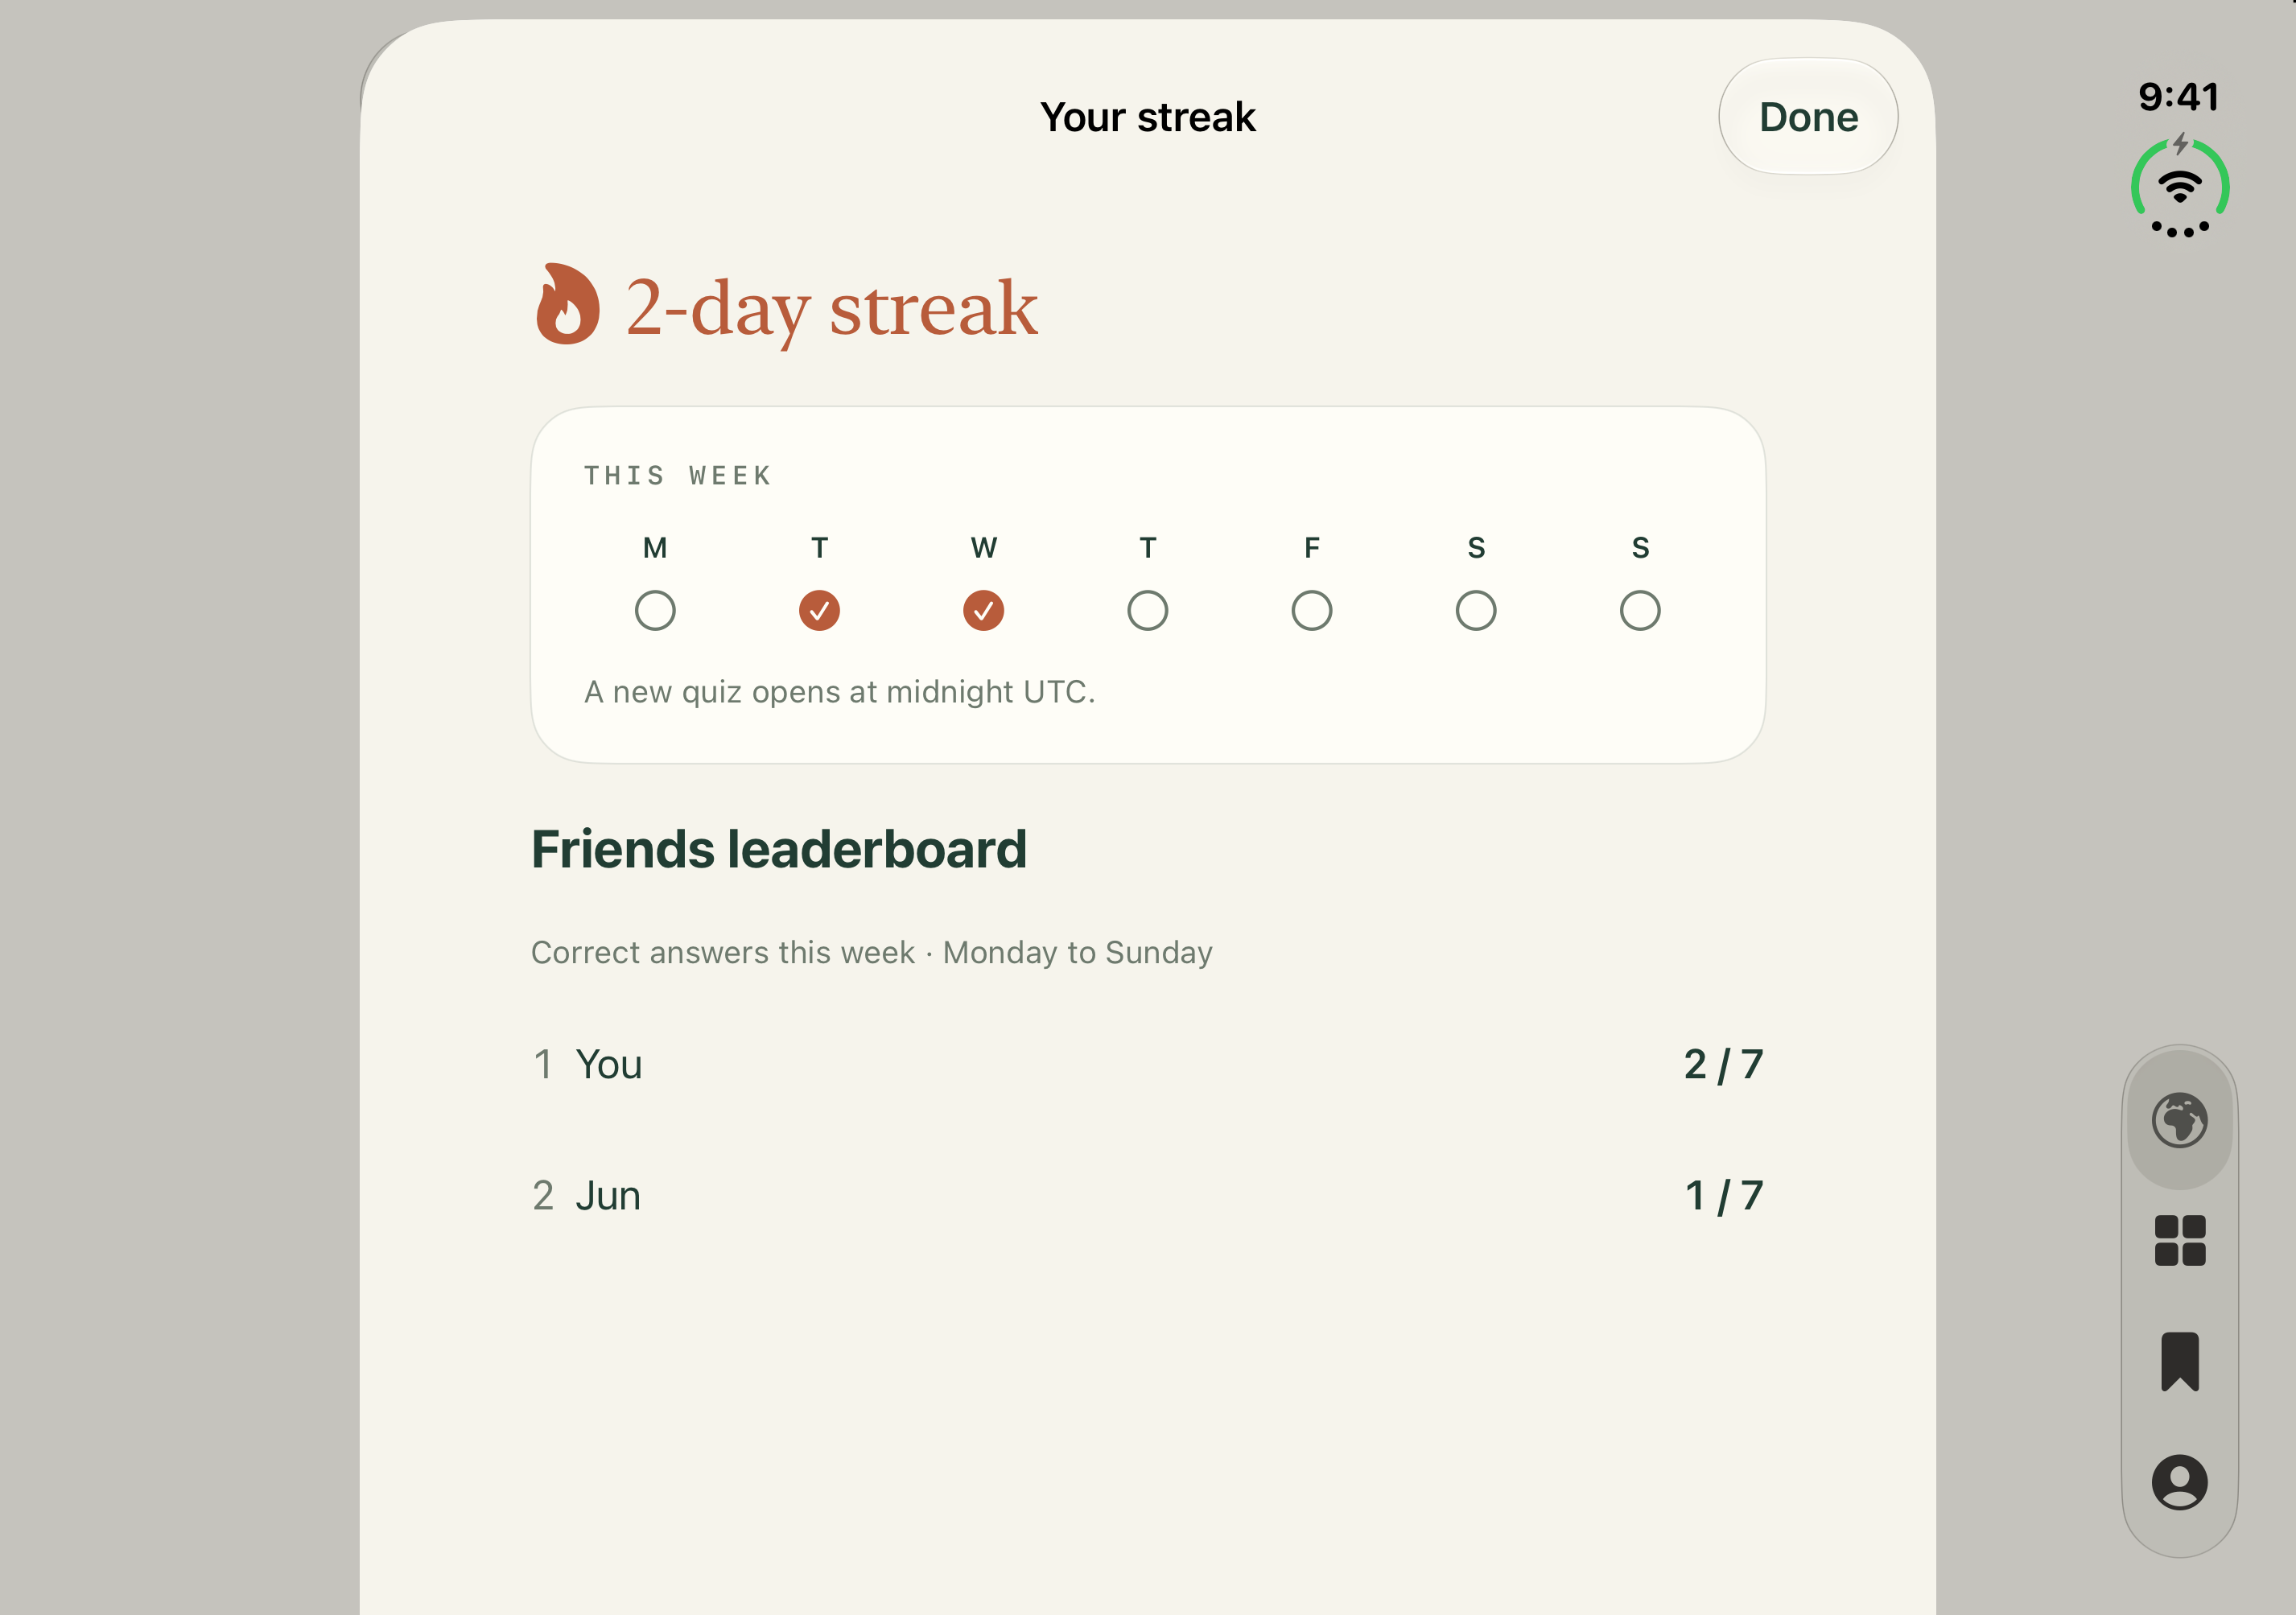 Your streak
Done
9:41
2-day streak
THIS WEEK
M T W T F S S
A new quiz opens at midnight UTC.
Friends leaderboard
Correct answers this week · Monday to Sunday
1 You 2 / 7
2 Jun 1 / 7